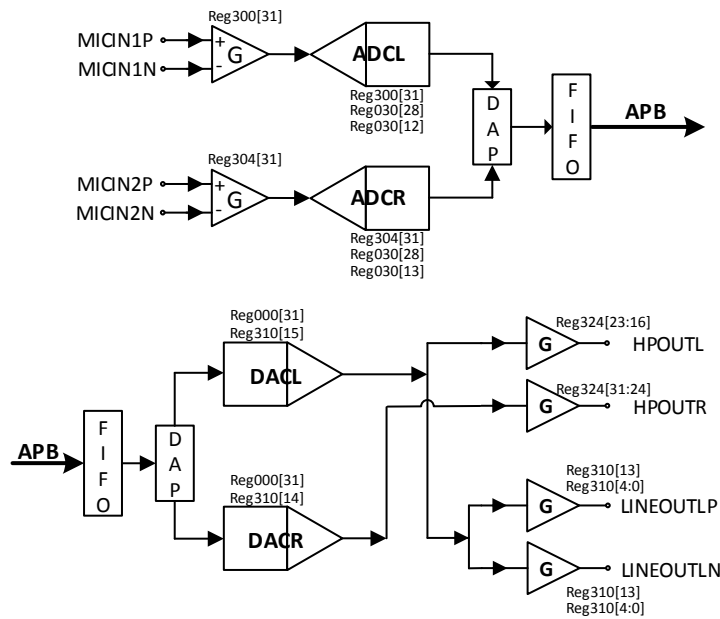 Reg300[31]
MICIN1P
+
G
MICIN1N
-
ADCL
Reg300[31]
Reg030[28]
Reg030[12]
D
A
P
F
I
F
O
APB
Reg304[31]
MICIN2P
+
G
MICIN2N
-
ADCR
Reg304[31]
Reg030[28]
Reg030[13]
Reg000[31]
Reg310[15]
DACL
Reg324[23:16]
G
HPOUTL
Reg324[31:24]
G
HPOUTR
APB
F
I
F
O
D
A
P
Reg000[31]
Reg310[14]
DACR
Reg310[13]
Reg310[4:0]
G
LINEOUTLP
G
LINEOUTLN
Reg310[13]
Reg310[4:0]